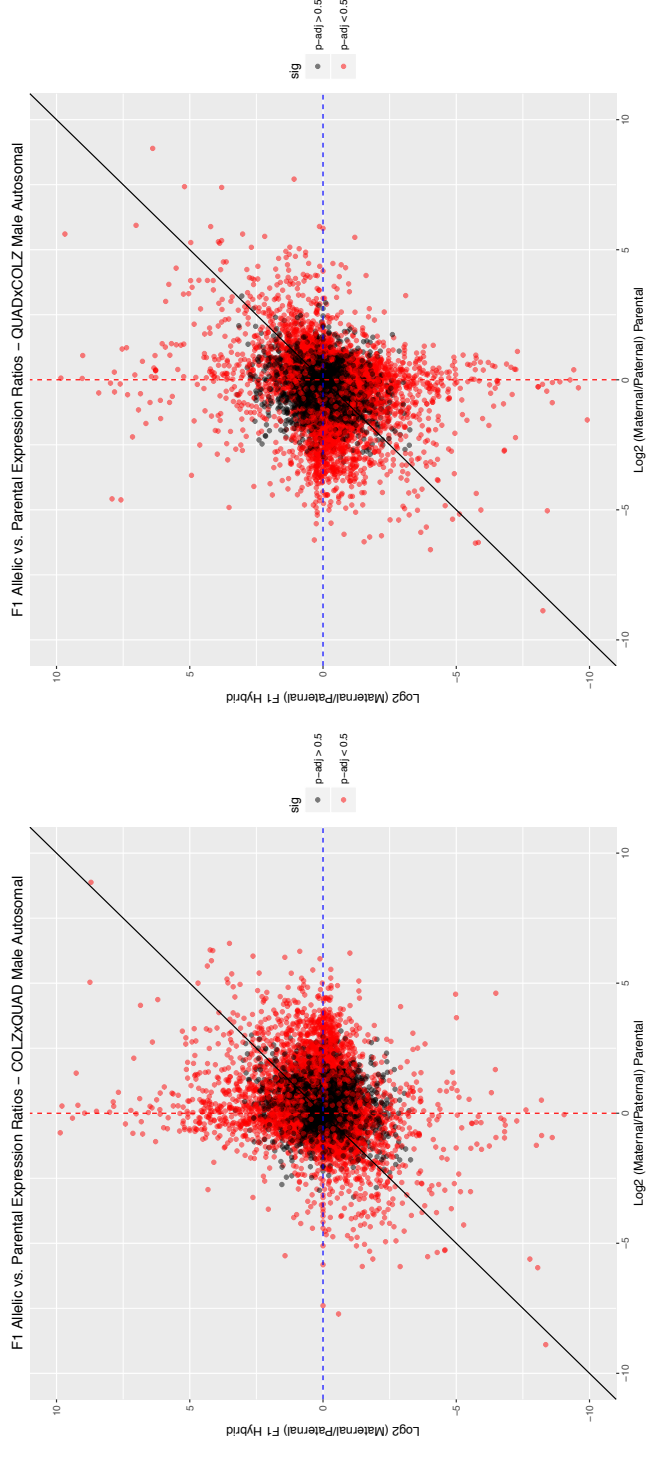 F1 Allelic vs. Parental Expression Ratios − COLZxQUAD Male Autosomal
10
5
0
−5
−10
Log2 (Maternal/Paternal) F1 Hybrid
−10
−5
0
5
10
Log2 (Maternal/Paternal) Parental
sig
p−adj > 0.5
p−adj < 0.5
F1 Allelic vs. Parental Expression Ratios − QUADxCOLZ Male Autosomal
10
5
0
−5
−10
Log2 (Maternal/Paternal) F1 Hybrid
−10
−5
0
5
10
Log2 (Maternal/Paternal) Parental
sig
p−adj > 0.5
p−adj < 0.5